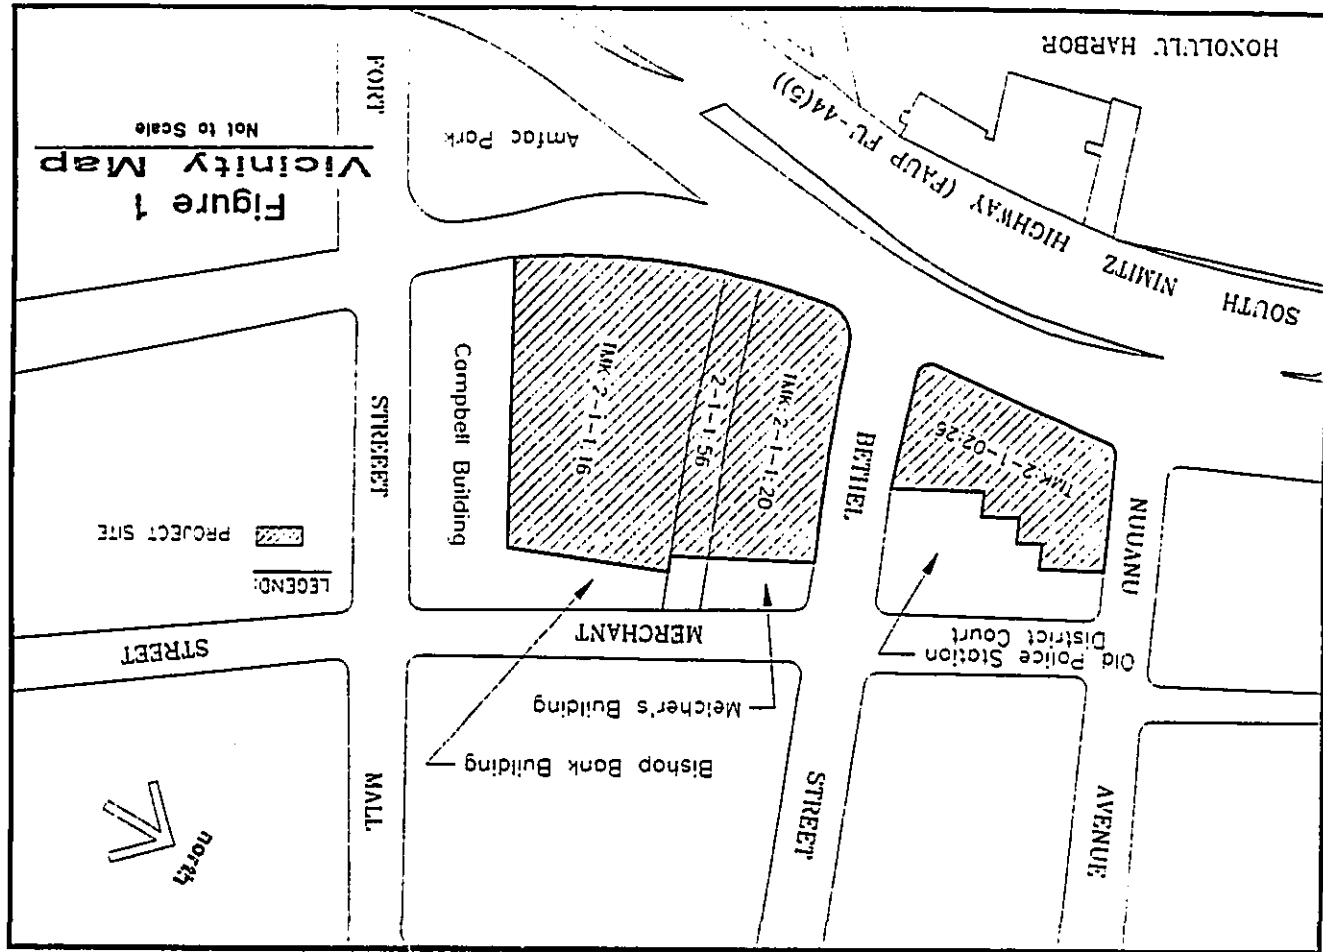 north
AVENUE
STREET
MALL
Bishop Bank Building
Melcher's Building
Old Police Station
District Court
MERCHANT
STREET
LEGEND:
PROJECT SITE
NUUANU
TMK:2-1-02:26
BETHEL
TMK:2-1-1:20
2-1-1:56
TMK:2-1-1:16
Campbell Building
STREET
SOUTH NIMITZ HIGHWAY (FAUP FU-44(5))
Figure 1
Vicinity Map
Not to Scale
Amfac Park
FORT
HONOLULU HARBOR